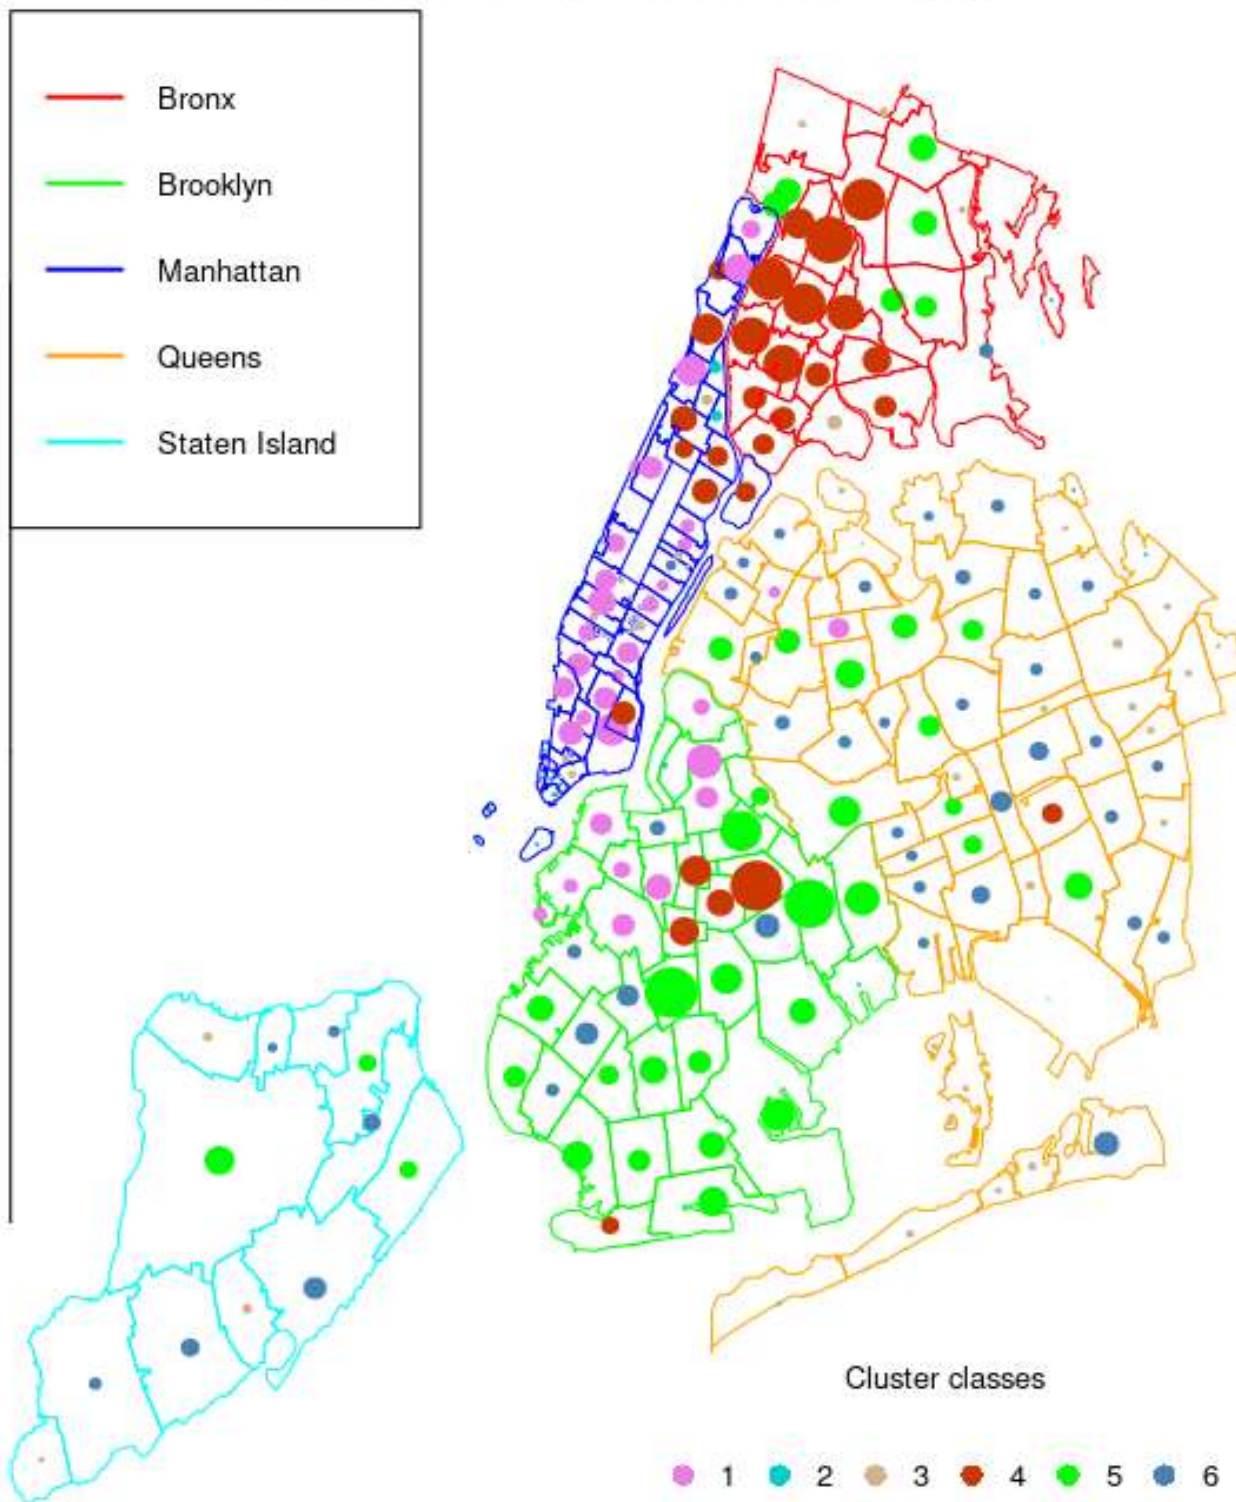 Bronx
Brooklyn
Manhattan
Queens
Staten Island
Cluster classes
1 2 3 4 5 6